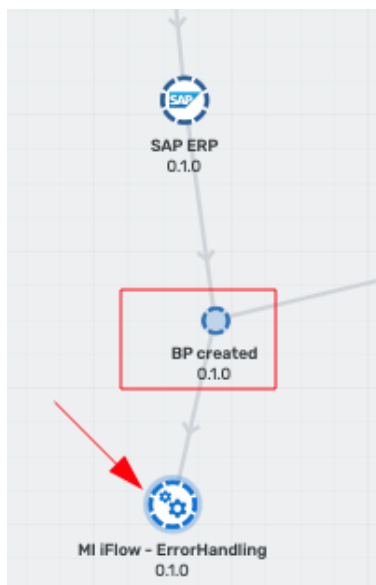 SAP
SAP ERP
0.1.0
BP created
0.1.0
MI iFlow - ErrorHandling
0.1.0